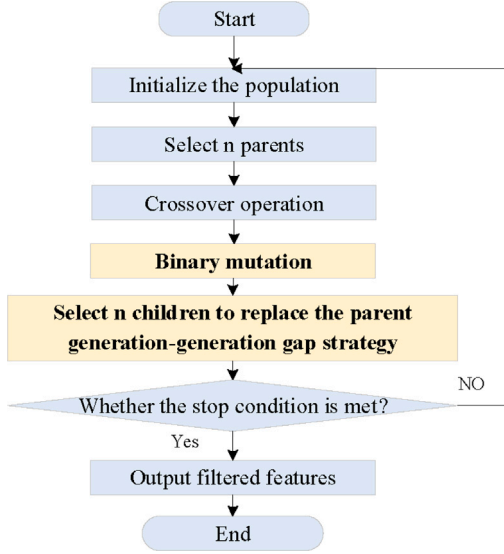 Start
Initialize the population
Select n parents
Crossover operation
Binary mutation
Select n children to replace the parent
generation-generation gap strategy
Whether the stop condition is met?
NO
Yes
Output filtered features
End